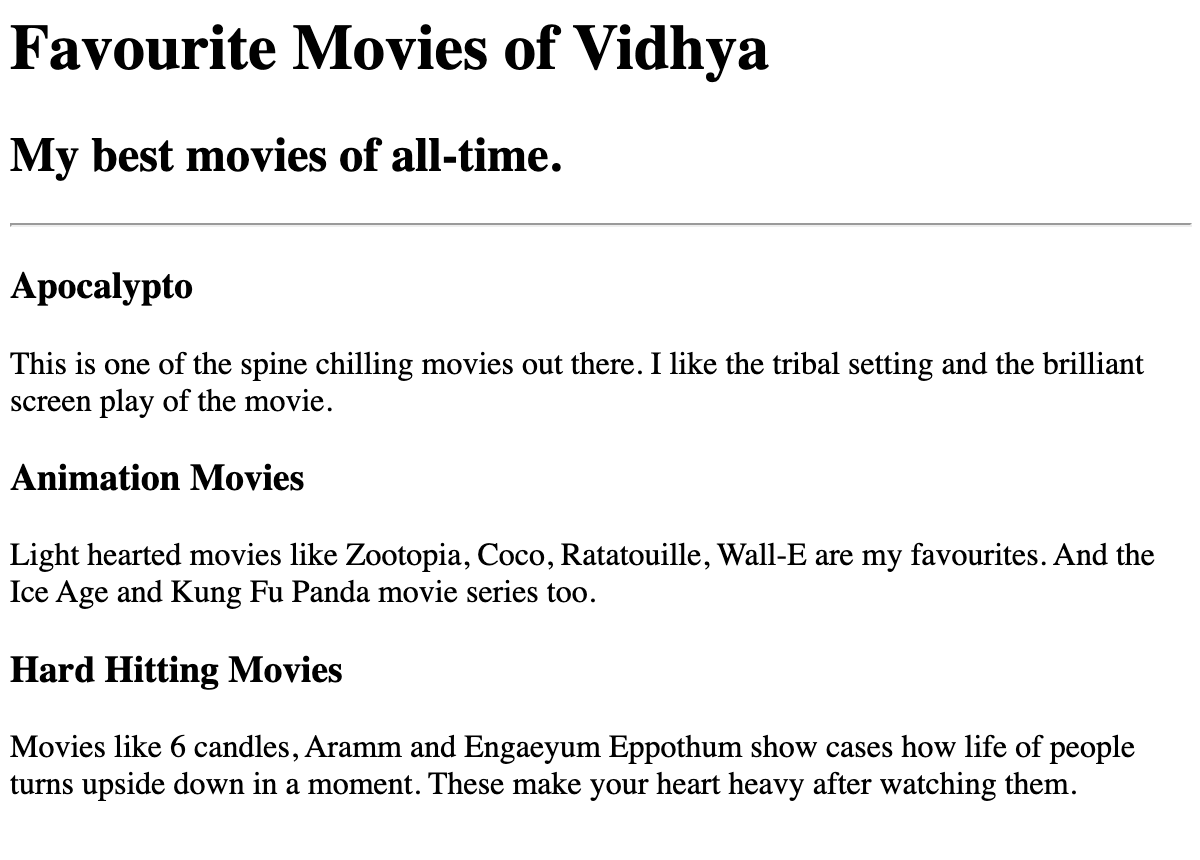 Favourite Movies of Vidhya
My best movies of all-time.
Apocalypto
This is one of the spine chilling movies out there. I like the tribal setting and the brilliant
screen play of the movie.
Animation Movies
Light hearted movies like Zootopia, Coco, Ratatouille, Wall-E are my favourites. And the
Ice Age and Kung Fu Panda movie series too.
Hard Hitting Movies
Movies like 6 candles, Aramm and Engaeyum Eppothum show cases how life of people
turns upside down in a moment. These make your heart heavy after watching them.